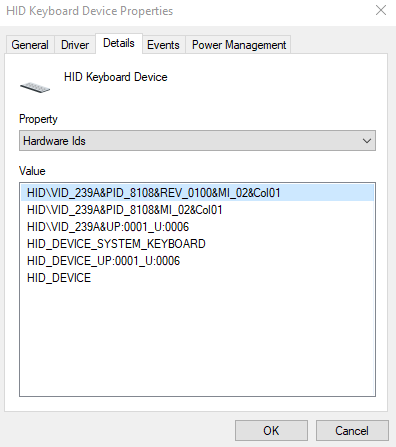 HID Keyboard Device Properties
General Driver Details Events Power Management
HID Keyboard Device
Property
Hardware Ids
Value
HID\VID_239A&PID_8108&REV_0100&MI_02&Col01
HID\VID_239A&PID_8108&MI_02&Col01
HID\VID_239A&UP:0001_U:0006
HID_DEVICE_SYSTEM_KEYBOARD
HID_DEVICE_UP:0001_U:0006
HID_DEVICE
OK Cancel